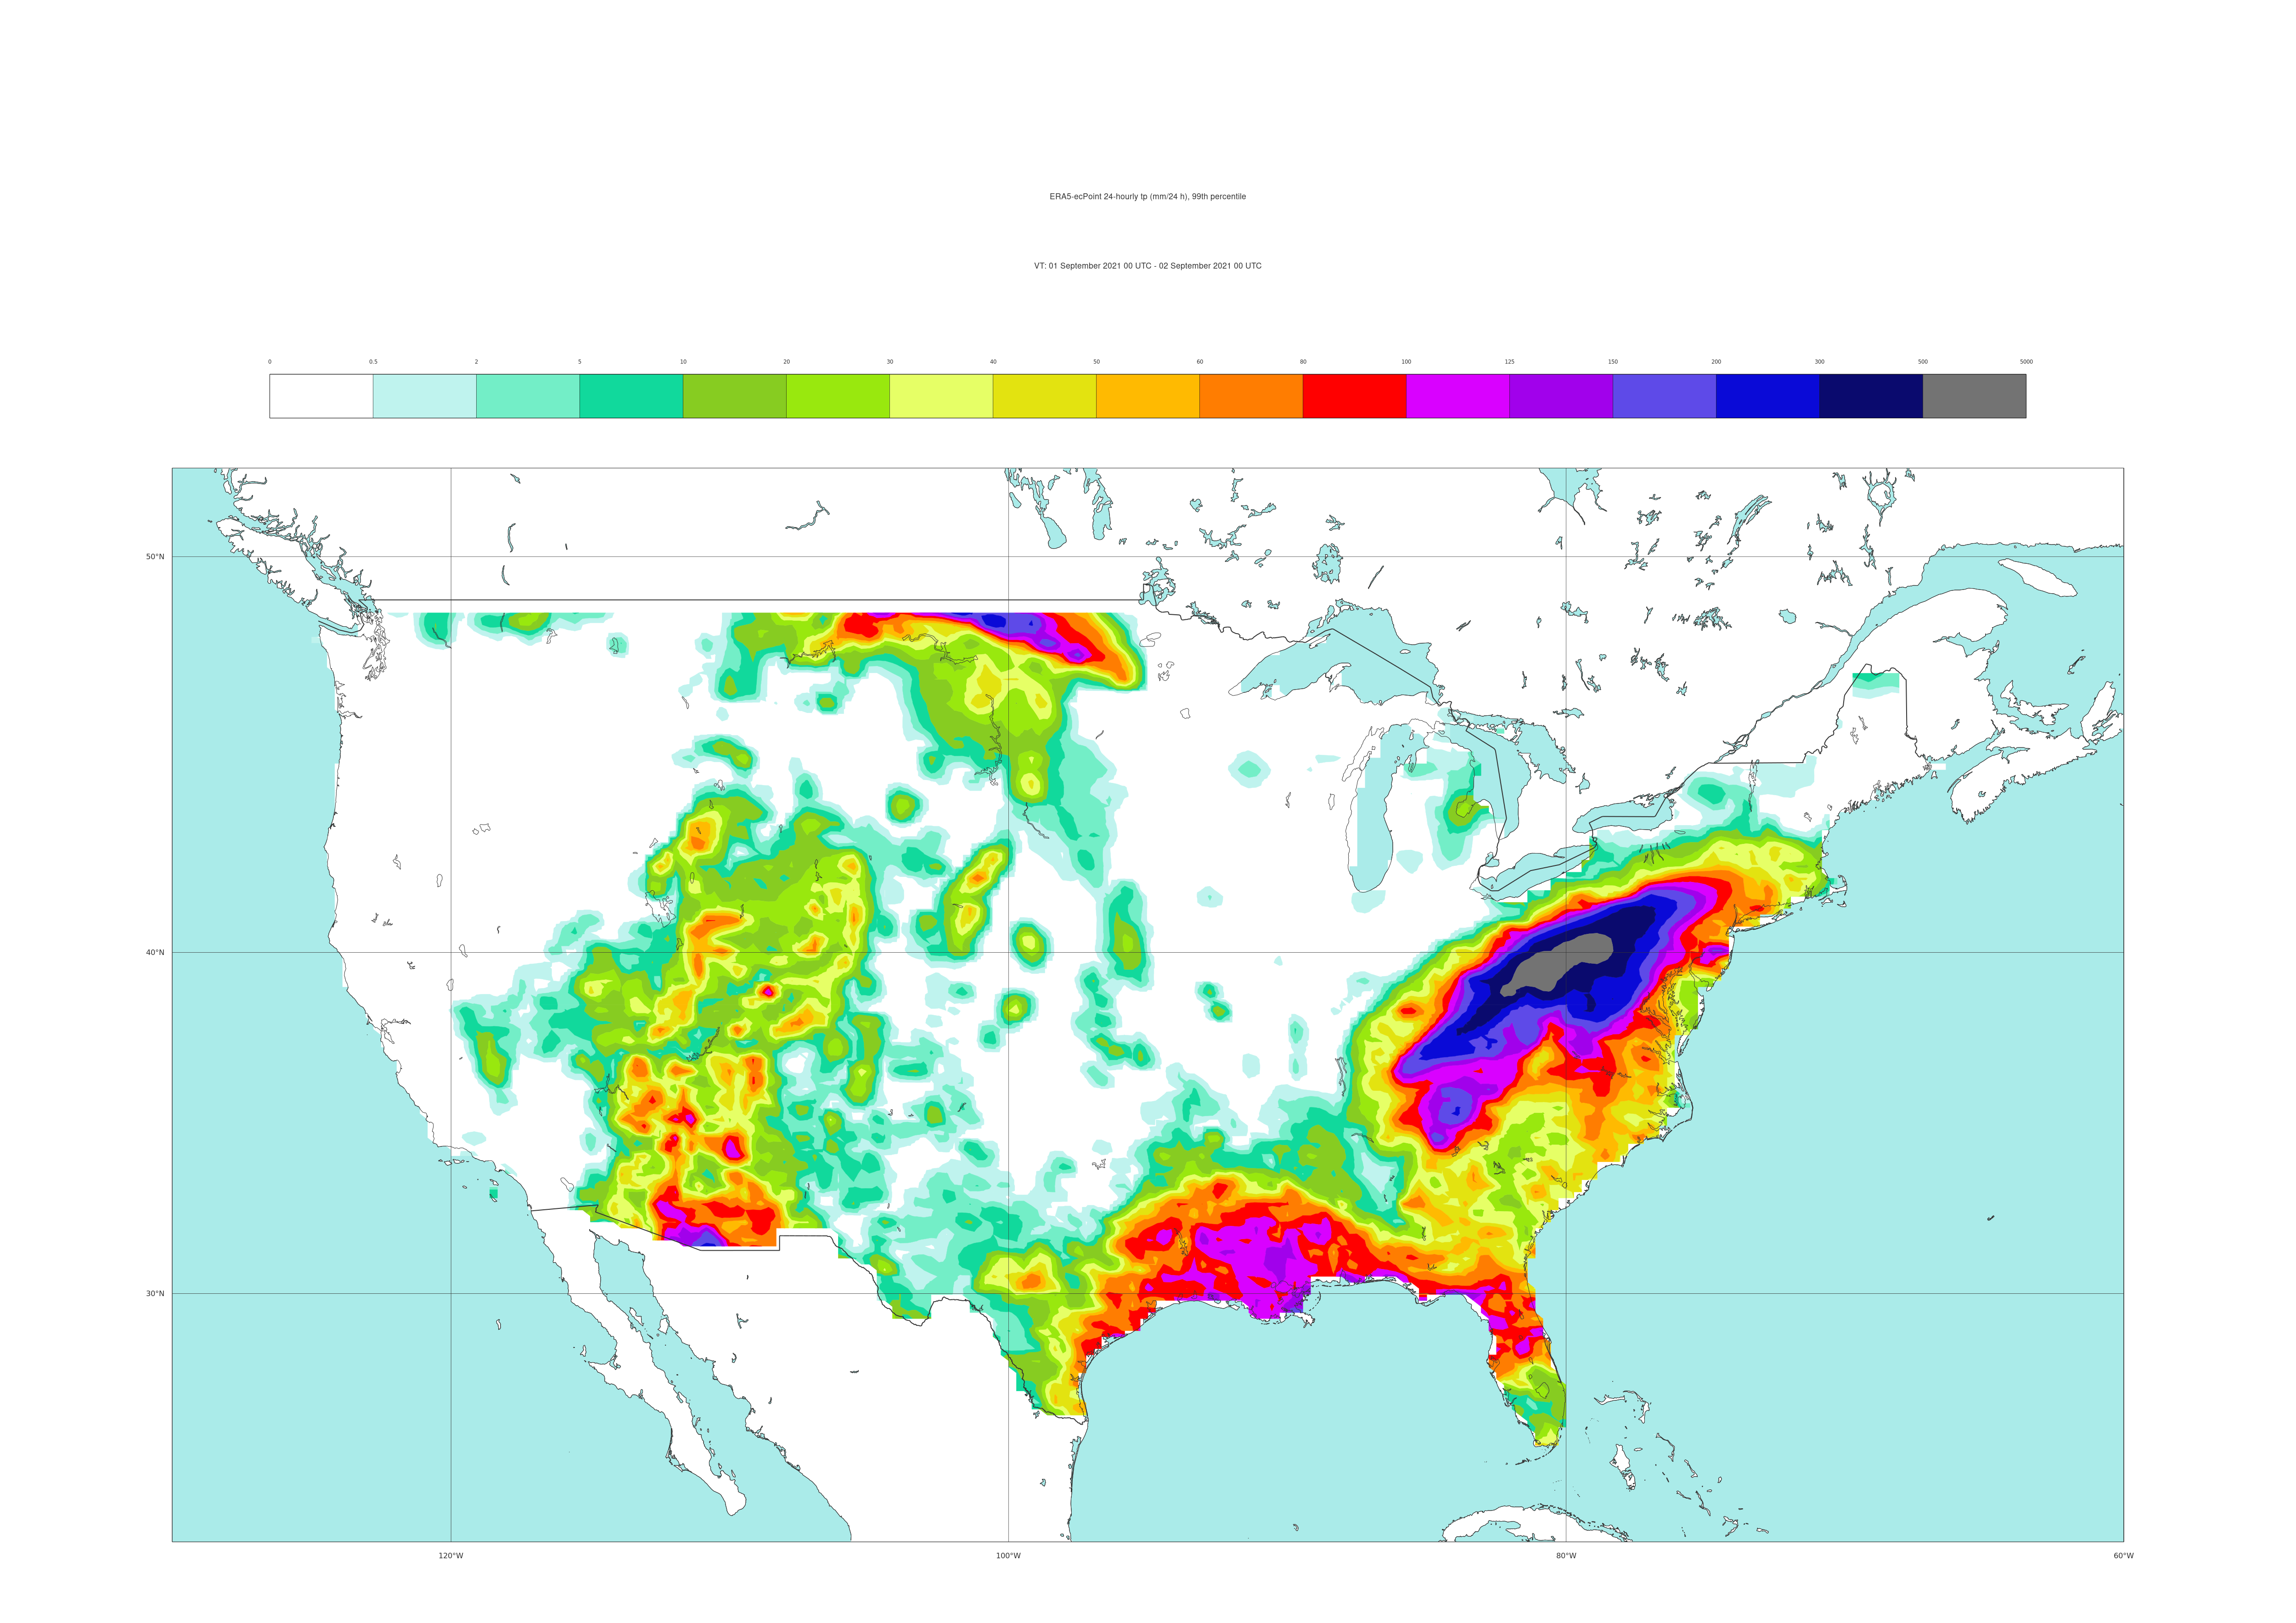 ERA5-ecPoint 24-hourly tp (mm/24 h), 99th percentile
VT: 01 September 2021 00 UTC - 02 September 2021 00 UTC
0 0.5 2 5 10 20 30 40 50 60 80 100 125 150 200 300 500 5000
50°N
40°N
30°N
120°W 100°W 80°W 60°W